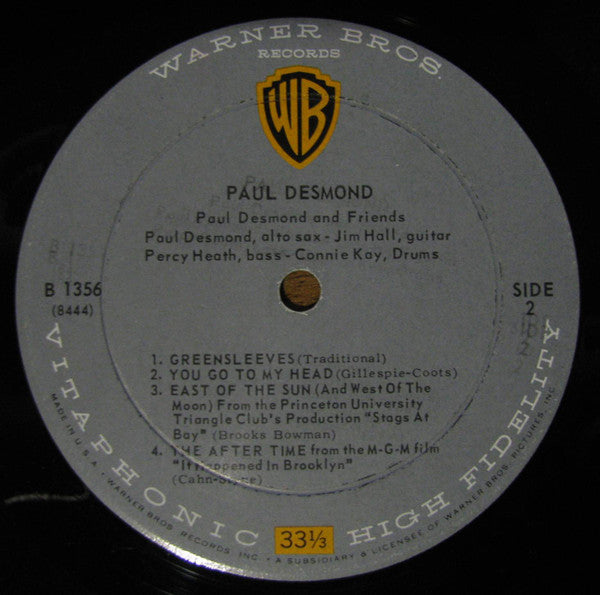 WARNER BROS.
RECORDS
WB
PAUL DESMOND
Paul Desmond and Friends
Paul Desmond, alto sax - Jim Hall, guitar
Percy Heath, bass - Connie Kay, Drums
B 1356
(8444)
SIDE
2
1. GREENSLEEVES (Traditional)
2. YOU GO TO MY HEAD (Gillespie-Coots)
3. EAST OF THE SUN (And West Of The
Moon) From the Princeton University
Triangle Club's Production "Stags At
Bay" (Brooks Bowman)
4. THE AFTER TIME from the M-G-M film
"It Happened In Brooklyn"
(Cahn-Styne)
VITAPHONIC HIGH FIDELITY
33⅓
MADE IN U.S.A. • WARNER BROS. RECORDS, INC. • A SUBSIDIARY & LICENSEE OF WARNER BROS. PICTURES, INC.